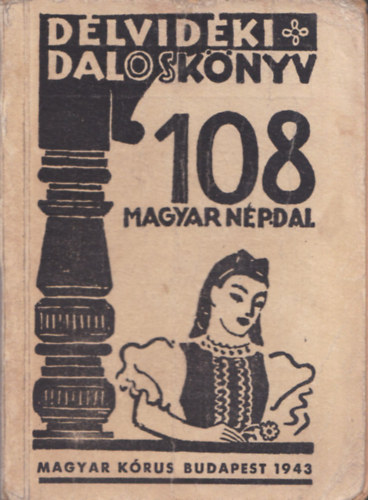 DÉLVIDÉKI
DALOSKÖNYV
108
MAGYAR NÉPDAL
MAGYAR KÓRUS BUDAPEST 1943